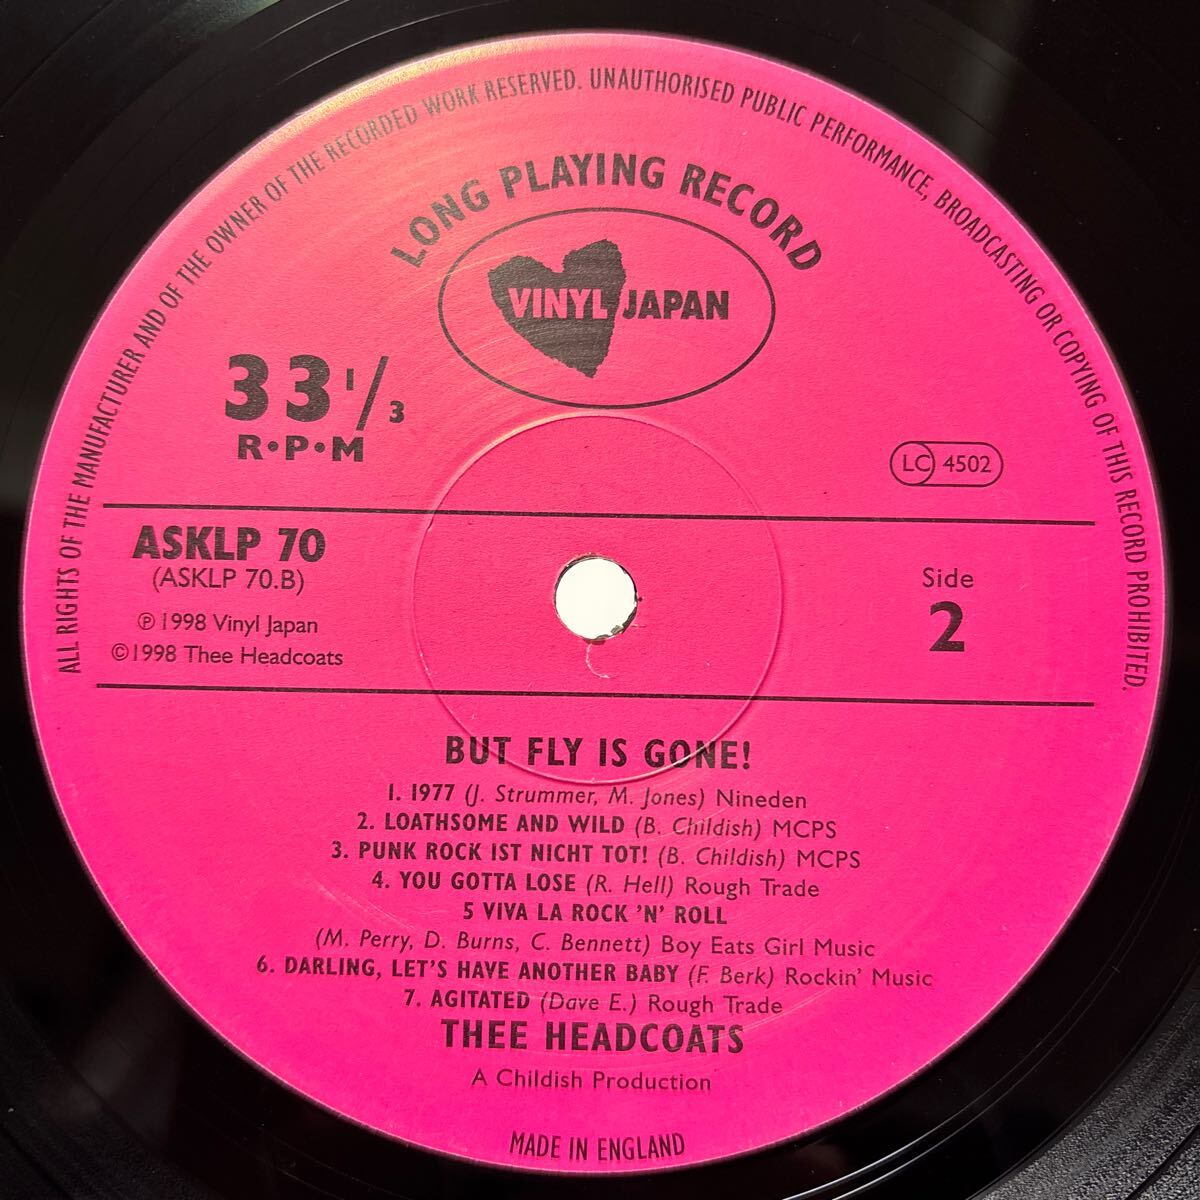 ALL RIGHTS OF THE MANUFACTURER AND OF THE OWNER OF THE RECORDED WORK RESERVED. UNAUTHORISED PUBLIC PERFORMANCE, BROADCASTING OR COPYING OF THIS RECORD PROHIBITED.
LONG PLAYING RECORD
VINYL JAPAN
33 1/3
R•P•M
LC 4502
ASKLP 70
(ASKLP 70.B)
Ⓟ 1998 Vinyl Japan
©1998 Thee Headcoats
Side
2
BUT FLY IS GONE!
1. 1977 (J. Strummer, M. Jones) Nineden
2. LOATHSOME AND WILD (B. Childish) MCPS
3. PUNK ROCK IST NICHT TOT! (B. Childish) MCPS
4. YOU GOTTA LOSE (R. Hell) Rough Trade
5 VIVA LA ROCK 'N' ROLL
(M. Perry, D. Burns, C. Bennett) Boy Eats Girl Music
6. DARLING, LET'S HAVE ANOTHER BABY (F. Berk) Rockin' Music
7. AGITATED (Dave E.) Rough Trade
THEE HEADCOATS
A Childish Production
MADE IN ENGLAND